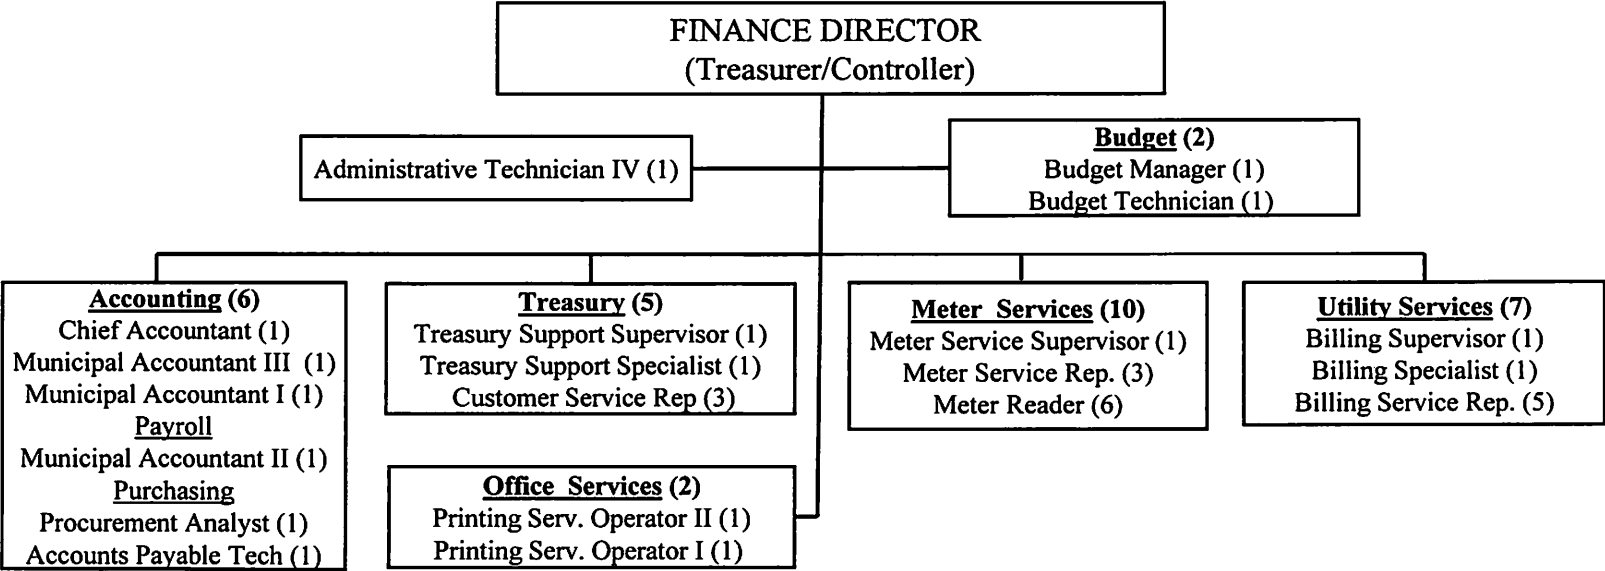 FINANCE DIRECTOR
(Treasurer/Controller)
Administrative Technician IV (1)
Budget (2)
Budget Manager (1)
Budget Technician (1)
Accounting (6)
Chief Accountant (1)
Municipal Accountant III (1)
Municipal Accountant I (1)
Payroll
Municipal Accountant II (1)
Purchasing
Procurement Analyst (1)
Accounts Payable Tech (1)
Treasury (5)
Treasury Support Supervisor (1)
Treasury Support Specialist (1)
Customer Service Rep (3)
Office Services (2)
Printing Serv. Operator II (1)
Printing Serv. Operator I (1)
Meter Services (10)
Meter Service Supervisor (1)
Meter Service Rep. (3)
Meter Reader (6)
Utility Services (7)
Billing Supervisor (1)
Billing Specialist (1)
Billing Service Rep. (5)